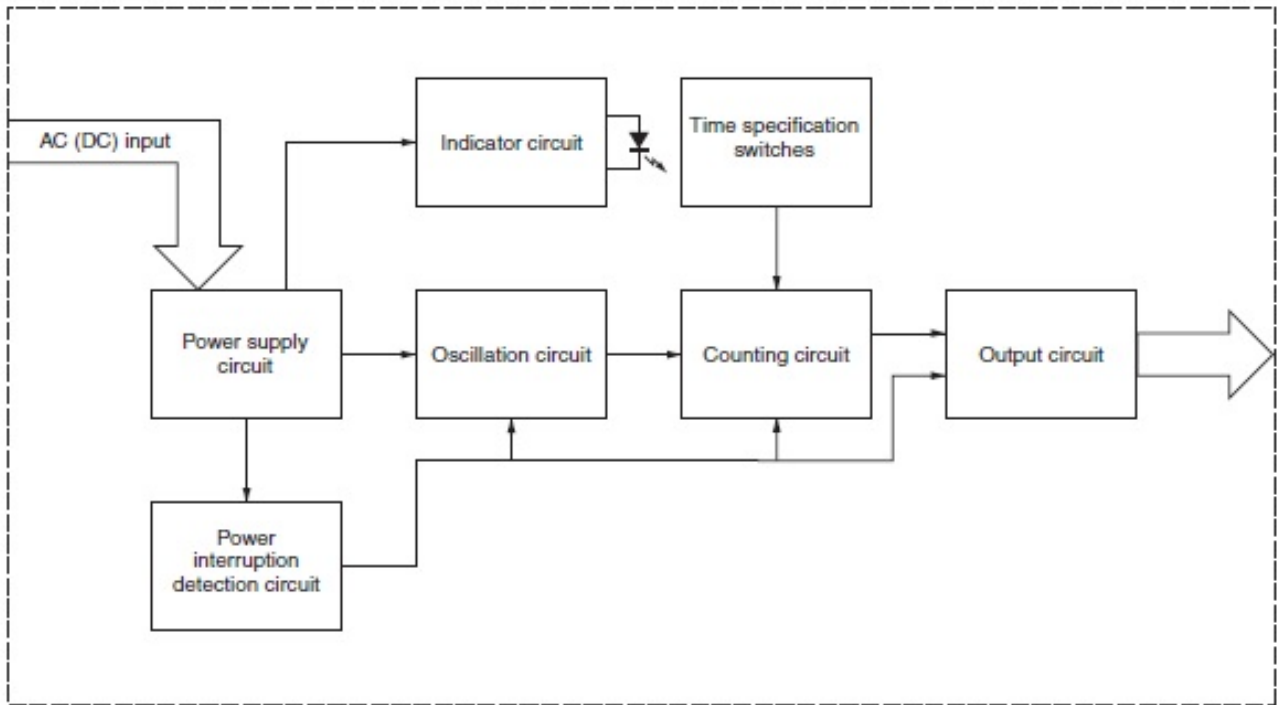 AC (DC) input
Indicator circuit
Time specification
switches
Power supply
circuit
Oscillation circuit
Counting circuit
Output circuit
Power
interruption
detection circuit